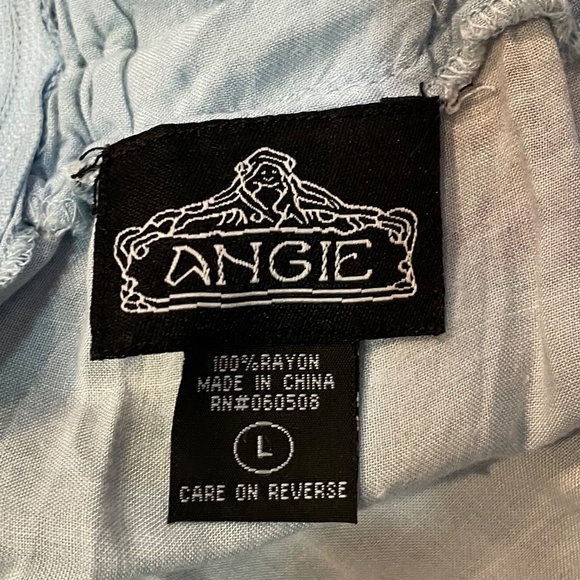 ANGIE
100%RAYON
MADE IN CHINA
RN#060508
L
CARE ON REVERSE